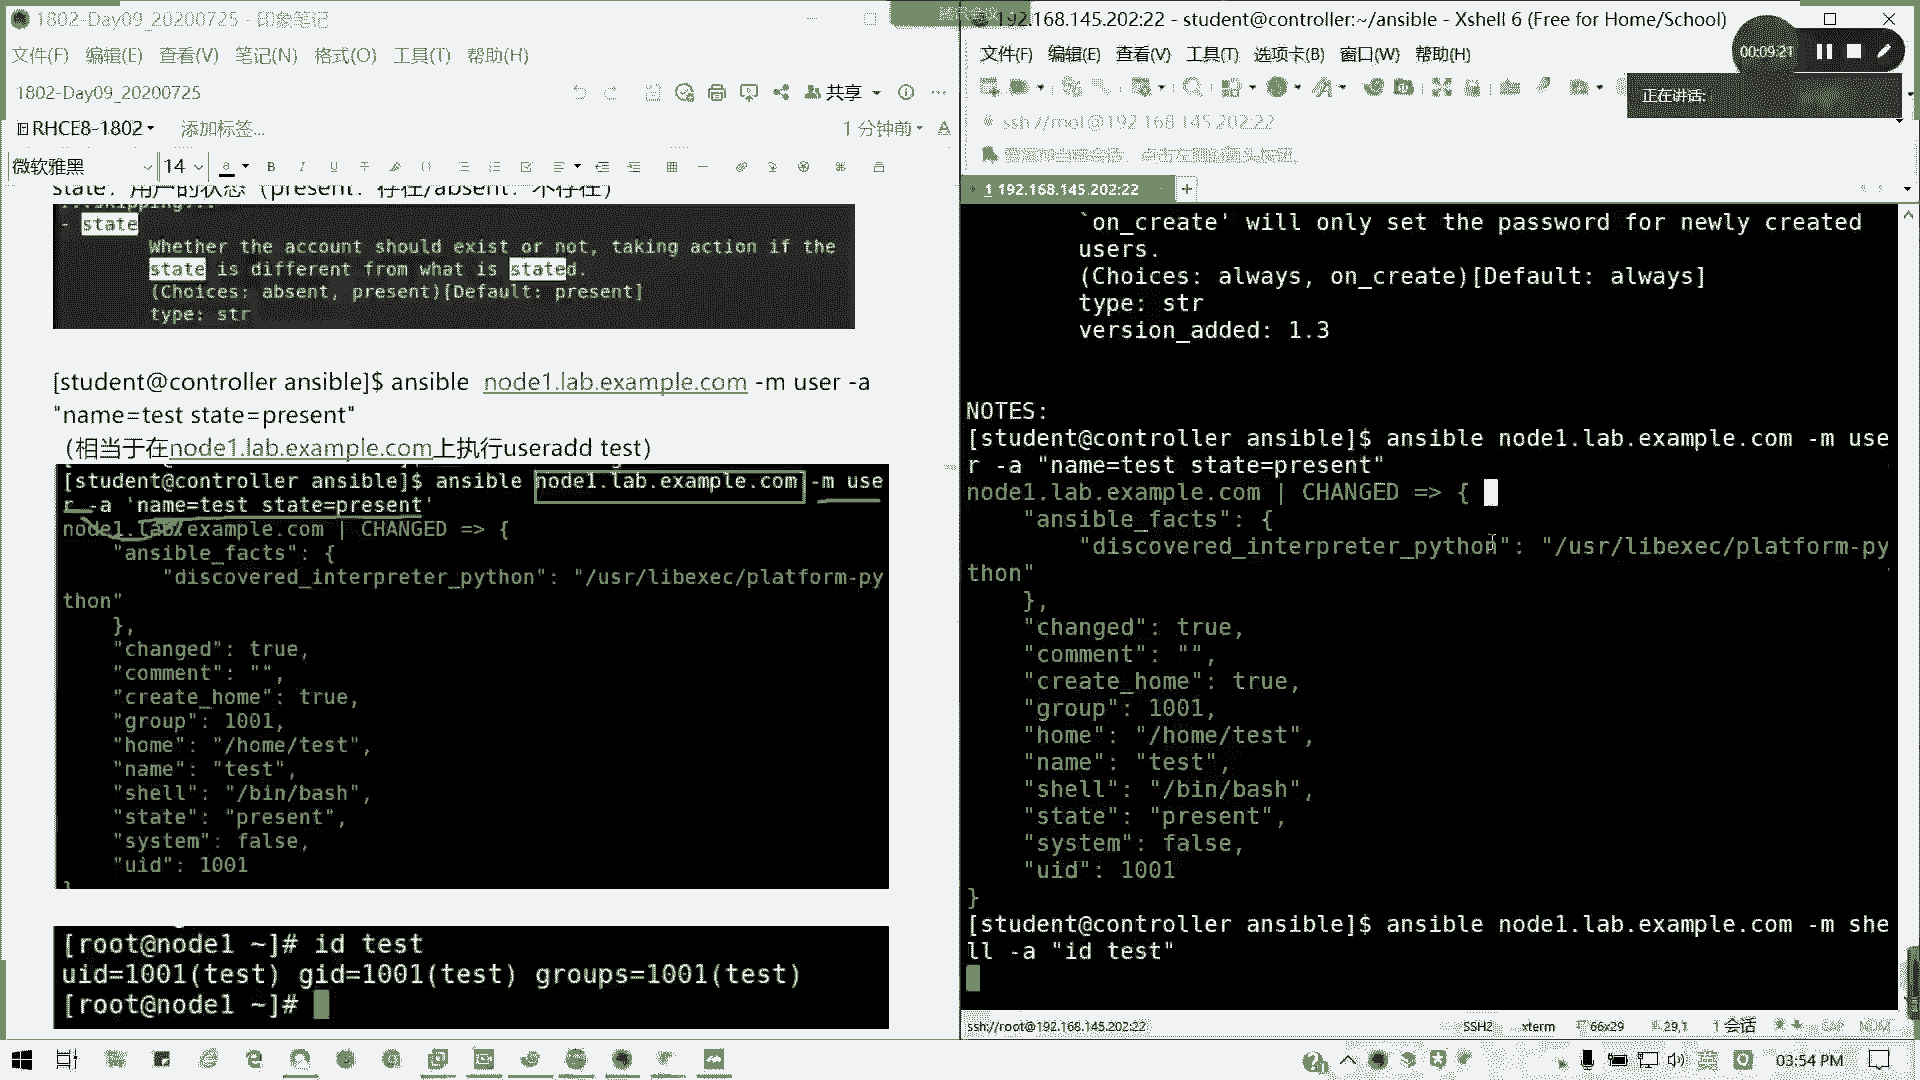 1802-Day09_20200725 - 印象笔记
文件(F) 编辑(E) 查看(V) 笔记(N) 格式(O) 工具(T) 帮助(H)
1802-Day09_20200725
共享
RHCE8-1802
添加标签...
1 分钟前
微软雅黑 14
state：用户的状态（present：存在/absent：不存在）
...skipping...
- state
Whether the account should exist or not, taking action if the
state is different from what is stated.
(Choices: absent, present)[Default: present]
type: str
[student@controller ansible]$ ansible node1.lab.example.com -m user -a
"name=test state=present"
（相当于在node1.lab.example.com上执行useradd test）
[student@controller ansible]$ ansible node1.lab.example.com -m use
r -a 'name=test state=present'
node1.lab.example.com | CHANGED => {
"ansible_facts": {
"discovered_interpreter_python": "/usr/libexec/platform-py
thon"
},
"changed": true,
"comment": "",
"create_home": true,
"group": 1001,
"home": "/home/test",
"name": "test",
"shell": "/bin/bash",
"state": "present",
"system": false,
"uid": 1001
}
[root@node1 ~]# id test
uid=1001(test) gid=1001(test) groups=1001(test)
[root@node1 ~]#
192.168.145.202:22 - student@controller:~/ansible - Xshell 6 (Free for Home/School)
文件(F) 编辑(E) 查看(V) 工具(T) 选项卡(B) 窗口(W) 帮助(H)
00:09:21
正在讲话:
ssh://root@192.168.145.202:22
1 192.168.145.202:22
`on_create' will only set the password for newly created
users.
(Choices: always, on_create)[Default: always]
type: str
version_added: 1.3
NOTES:
[student@controller ansible]$ ansible node1.lab.example.com -m use
r -a "name=test state=present"
node1.lab.example.com | CHANGED => {
"ansible_facts": {
"discovered_interpreter_python": "/usr/libexec/platform-py
thon"
},
"changed": true,
"comment": "",
"create_home": true,
"group": 1001,
"home": "/home/test",
"name": "test",
"shell": "/bin/bash",
"state": "present",
"system": false,
"uid": 1001
}
[student@controller ansible]$ ansible node1.lab.example.com -m she
ll -a "id test"
ssh://root@192.168.145.202:22
SSH2 xterm 66x29 29,1 1 会话 CAP NUM
英
03:54 PM